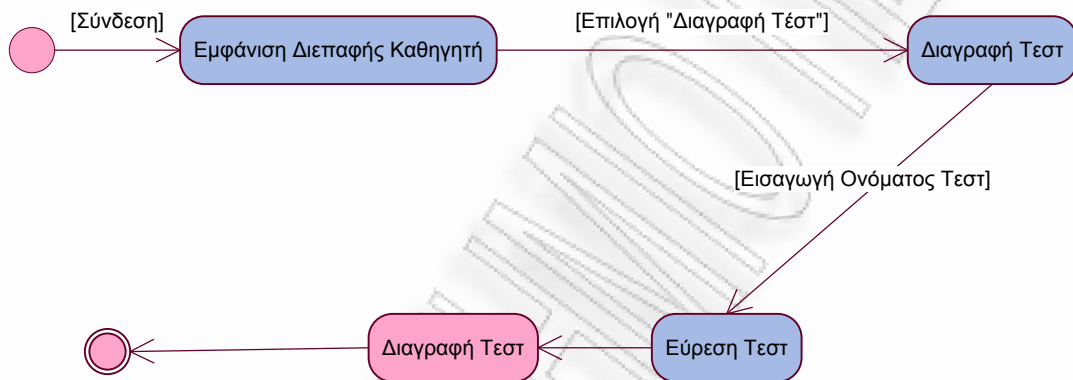 [Σύνδεση]
[Επιλογή "Διαγραφή Τέστ"]
Εμφάνιση Διεπαφής Καθηγητή
Διαγραφή Τεστ
[Εισαγωγή Ονόματος Τεστ]
Διαγραφή Τεστ
Εύρεση Τεστ